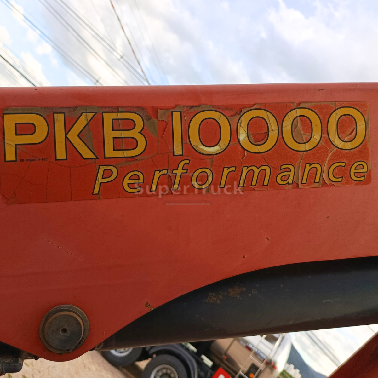 PKB 10000
Performance
SuperTruck